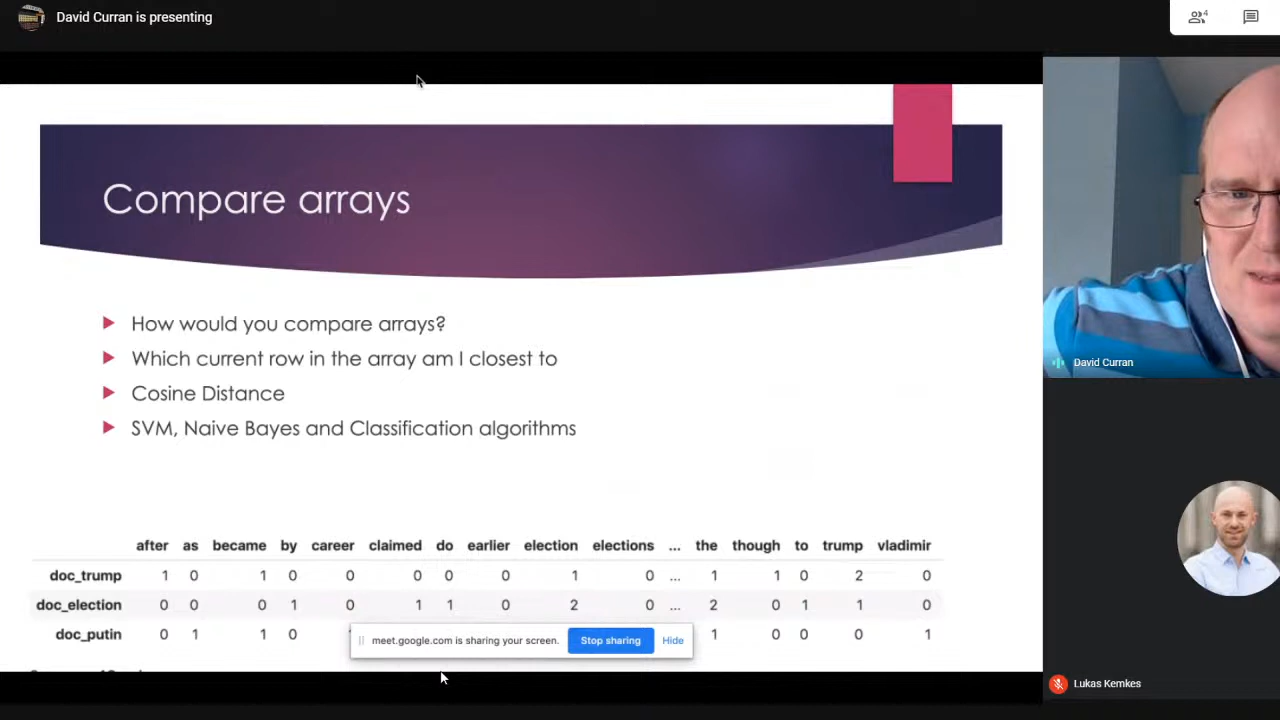 David Curran is presenting
4
Compare arrays
How would you compare arrays?
Which current row in the array am I closest to
Cosine Distance
SVM, Naive Bayes and Classification algorithms
David Curran
after as became by career claimed do earlier election elections ... the though to trump vladimir
doc_trump 1 0 1 0 0 0 0 0 1 0 ... 1 1 0 2 0
doc_election 0 0 0 1 0 1 1 0 2 0 ... 2 0 1 1 0
doc_putin 0 1 1 0 1 0 0 0 1
meet.google.com is sharing your screen. Stop sharing Hide
Lukas Kemkes